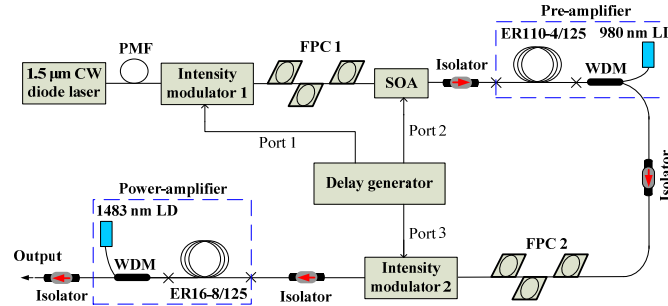 Pre-amplifier
PMF
FPC 1
Isolator
ER110-4/125
980 nm LD
1.5 μm CW
diode laser
Intensity
modulator 1
SOA
WDM
Port 1
Port 2
Delay generator
Isolator
Power-amplifier
1483 nm LD
Port 3
FPC 2
Output
WDM
Isolator
ER16-8/125
Isolator
Intensity
modulator 2